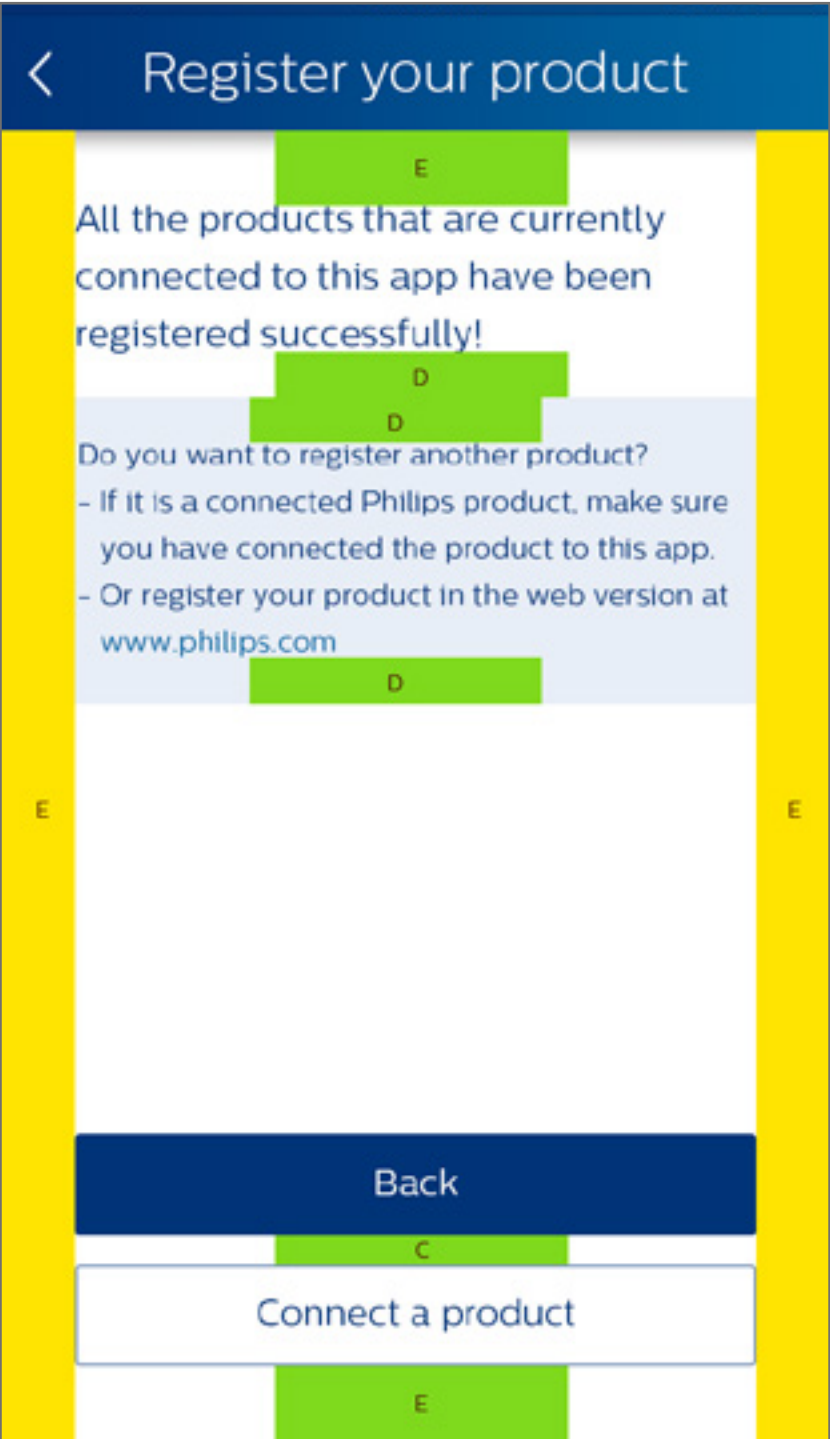 Register your product
E
All the products that are currently
connected to this app have been
registered successfully!
D
D
Do you want to register another product?
- If it is a connected Philips product, make sure
you have connected the product to this app.
- Or register your product in the web version at
www.philips.com
D
E
E
Back
C
Connect a product
E